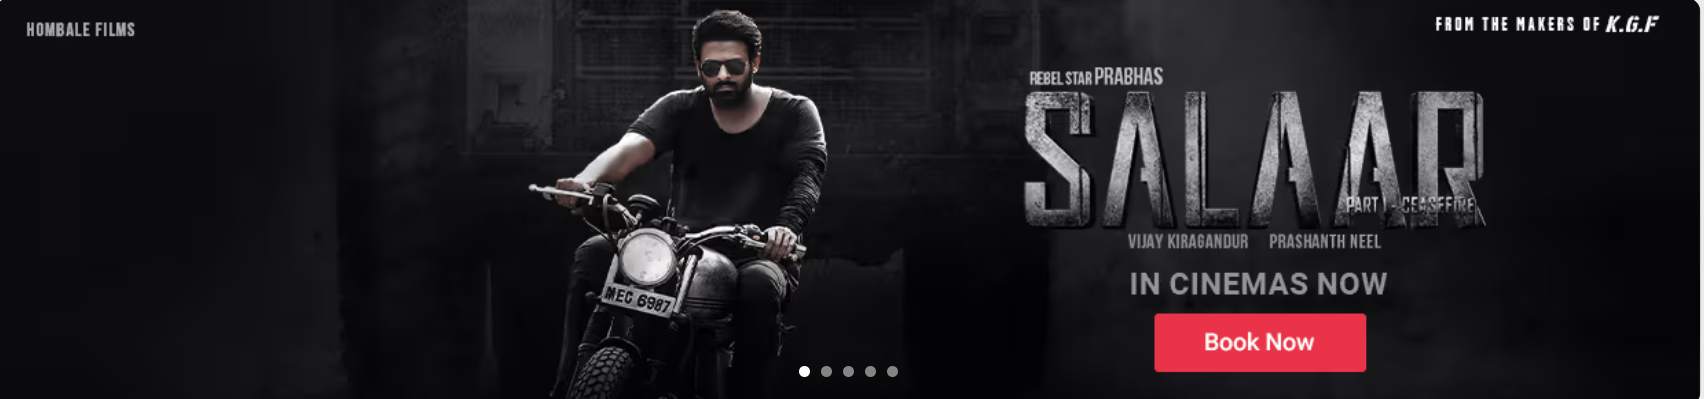 HOMBALE FILMS
FROM THE MAKERS OF K.G.F
REBEL STAR PRABHAS
SALAAR
PART 1 - CEASEFIRE
VIJAY KIRAGANDUR PRASHANTH NEEL
IN CINEMAS NOW
Book Now
MEG 6987